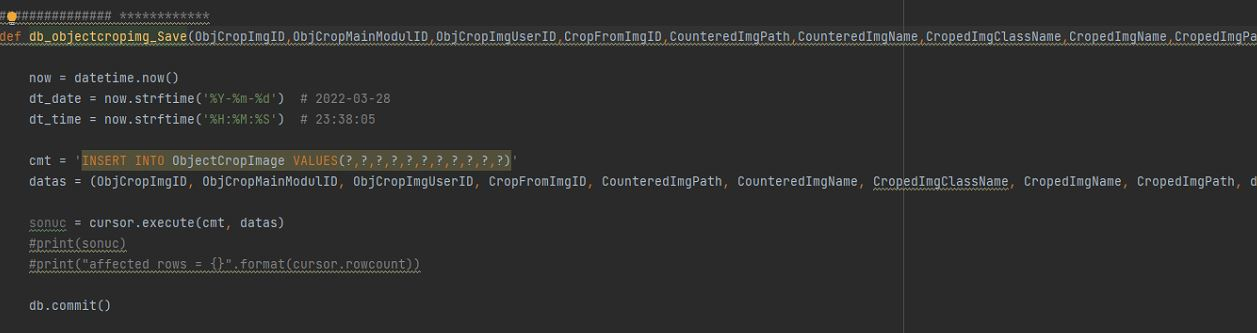 ############# ************
def db_objectcropimg_Save(ObjCropImgID,ObjCropMainModulID,ObjCropImgUserID,CropFromImgID,CounteredImgPath,CounteredImgName,CropedImgClassName,CropedImgName,CropedImgPa
now = datetime.now()
dt_date = now.strftime('%Y-%m-%d')  # 2022-03-28
dt_time = now.strftime('%H:%M:%S')  # 23:38:05
cmt = 'INSERT INTO ObjectCropImage VALUES(?,?,?,?,?,?,?,?,?,?,?)'
datas = (ObjCropImgID, ObjCropMainModulID, ObjCropImgUserID, CropFromImgID, CounteredImgPath, CounteredImgName, CropedImgClassName, CropedImgName, CropedImgPath, d
sonuc = cursor.execute(cmt, datas)
#print(sonuc)
#print("affected rows = {}".format(cursor.rowcount))
db.commit()